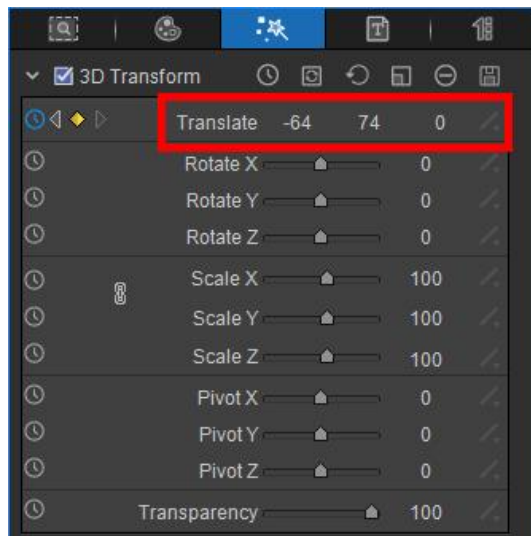 3D Transform
Translate -64 74 0
Rotate X 0
Rotate Y 0
Rotate Z 0
Scale X 100
Scale Y 100
Scale Z 100
Pivot X 0
Pivot Y 0
Pivot Z 0
Transparency 100